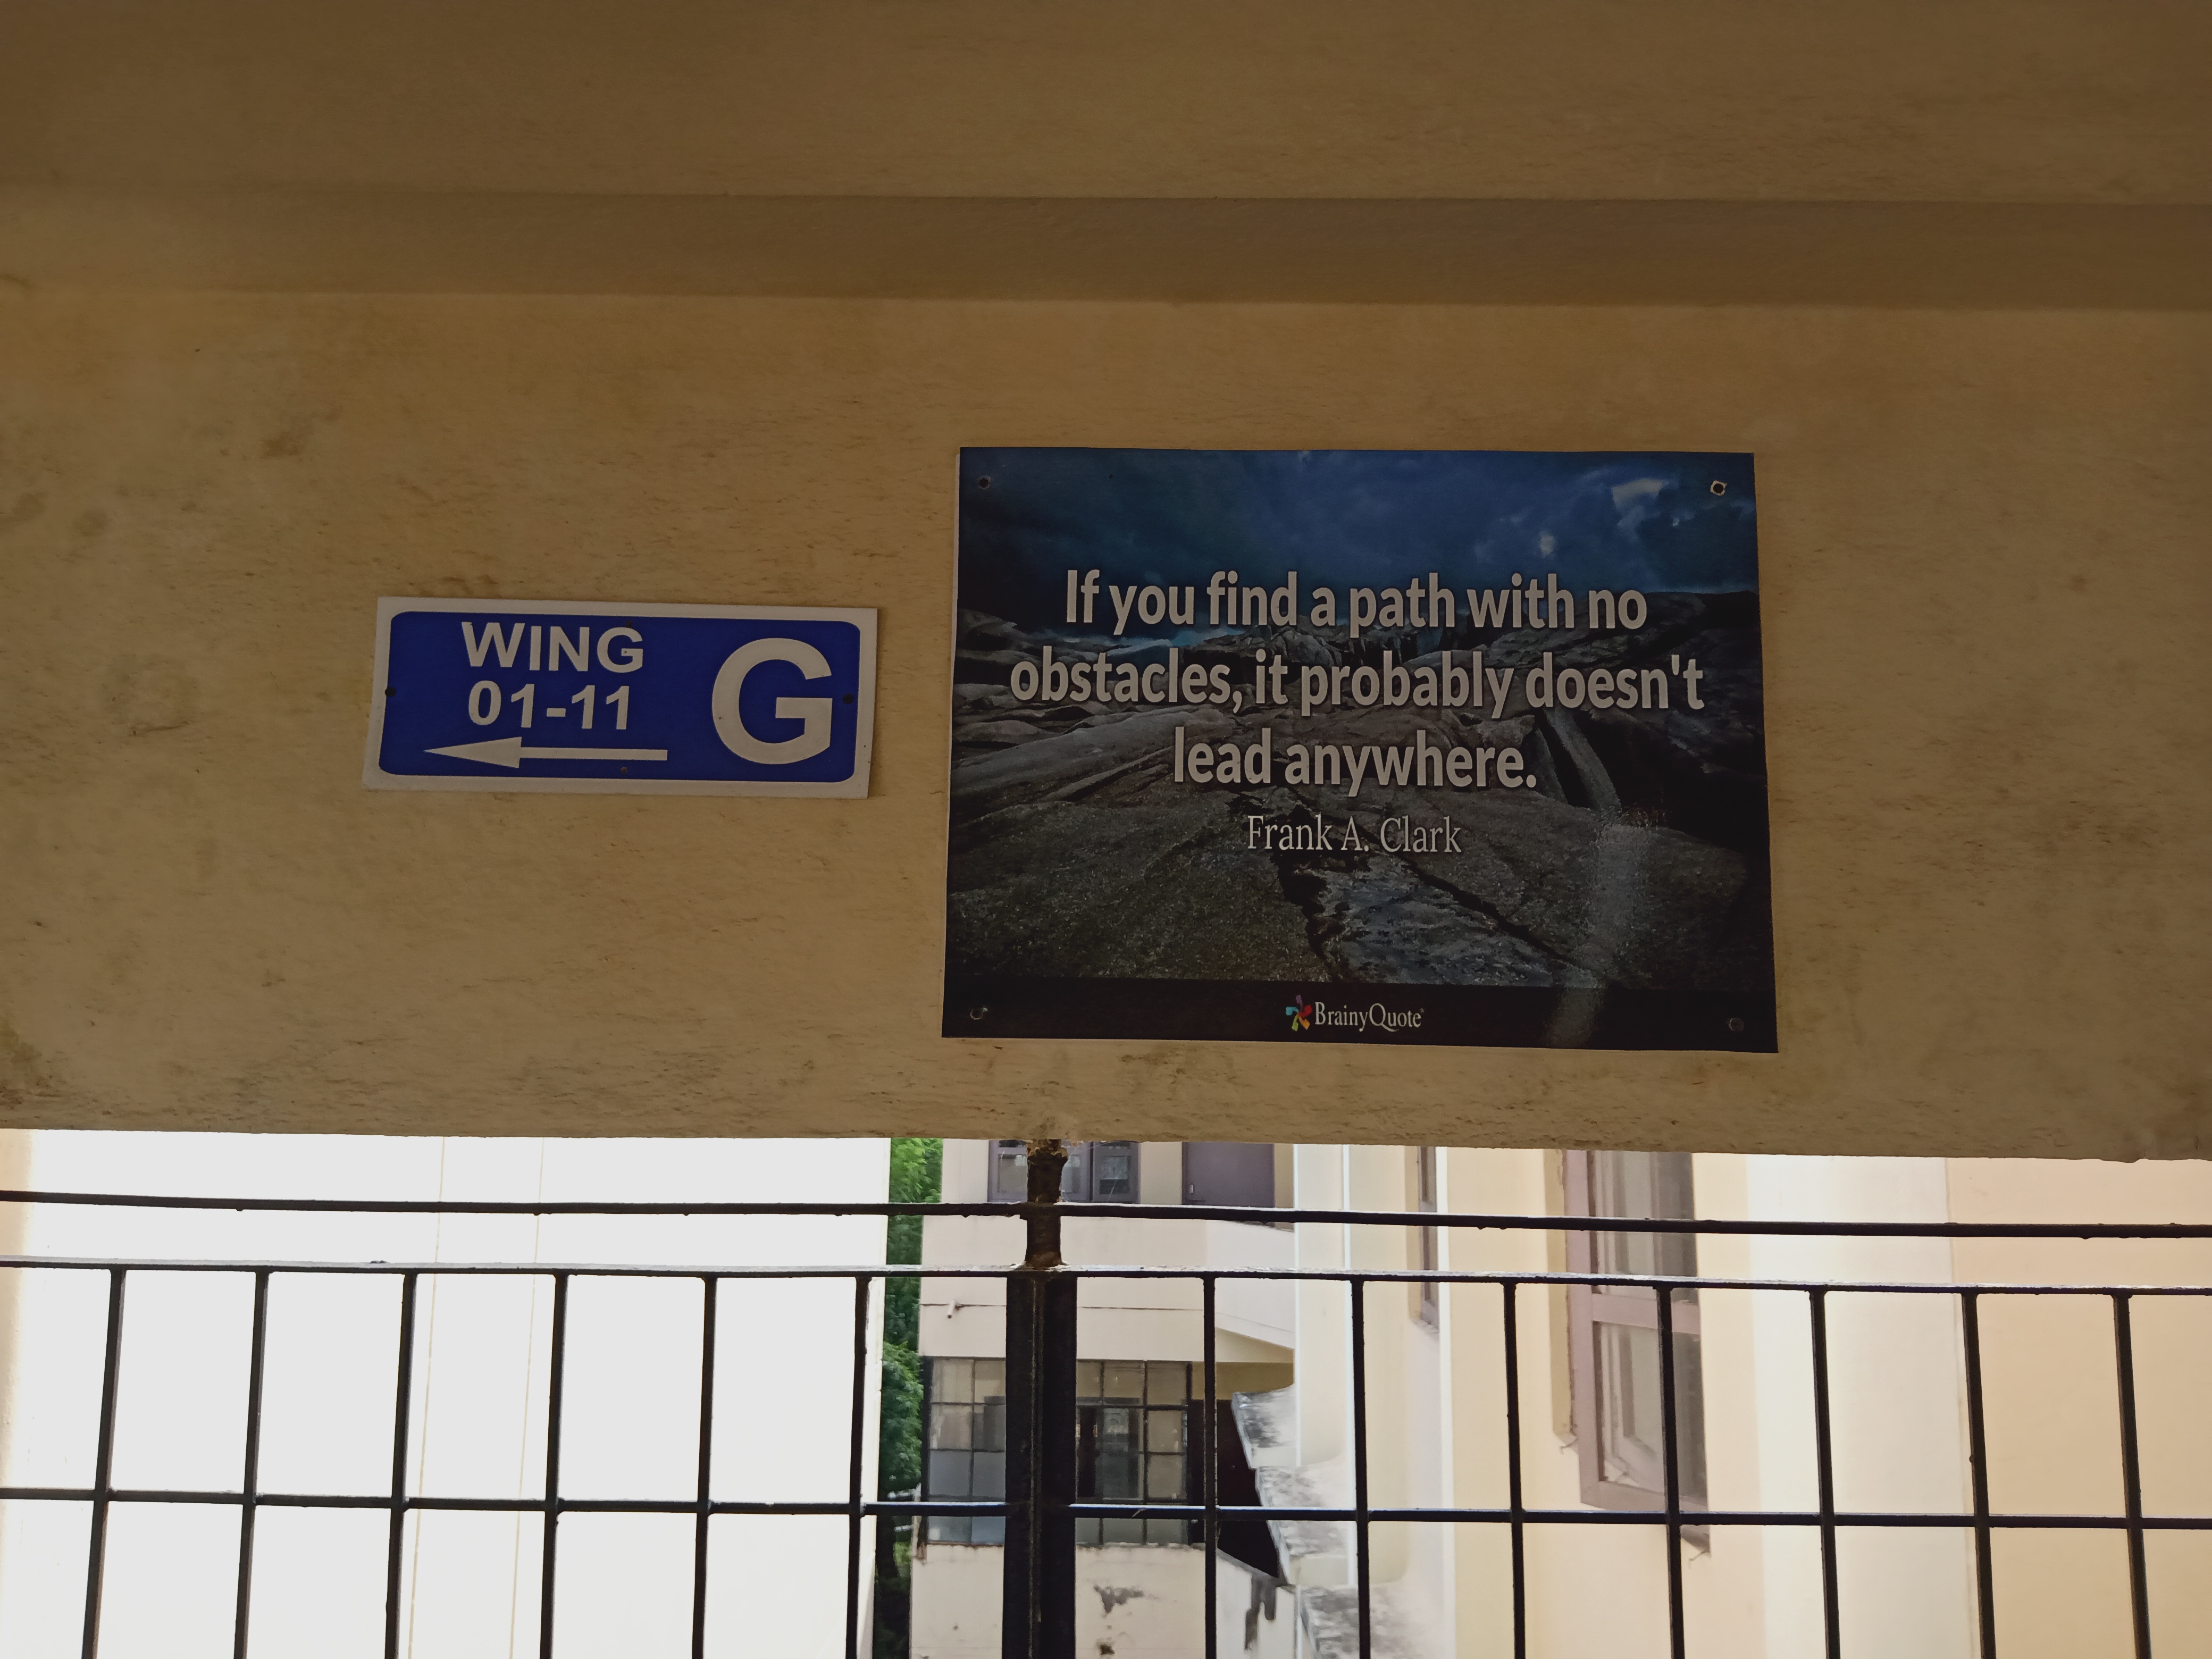 WING
01-11
G
If you find a path with no
obstacles, it probably doesn't
lead anywhere.
Frank A. Clark
BrainyQuote